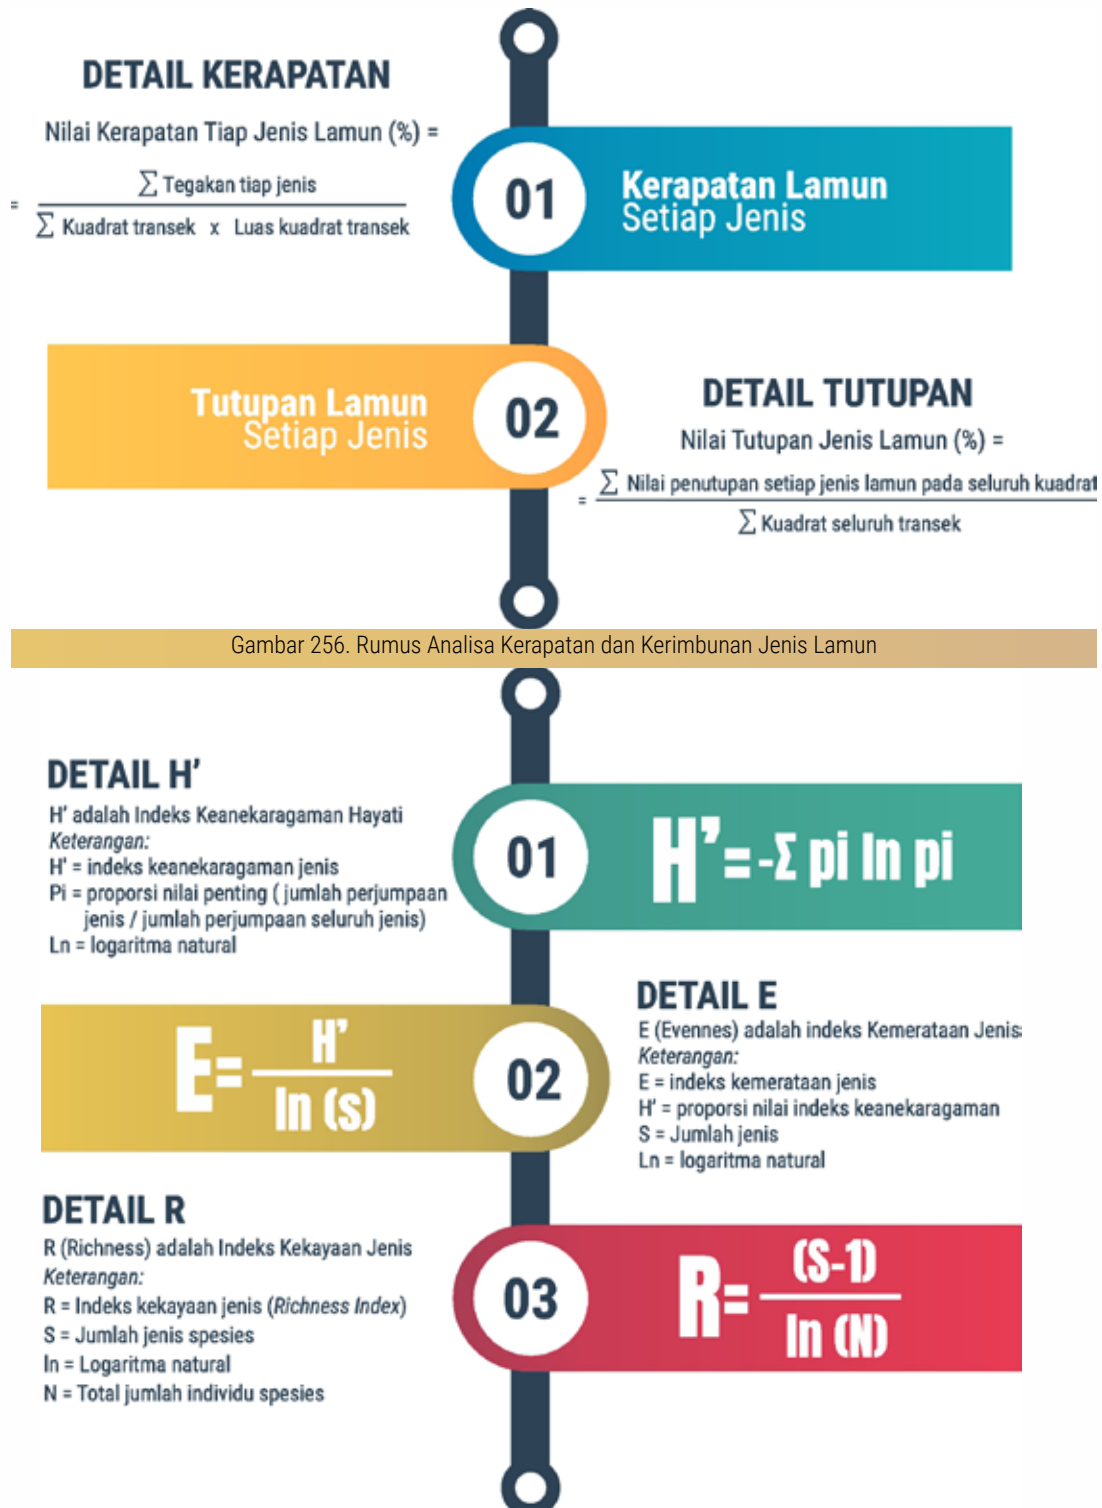 DETAIL KERAPATAN
Nilai Kerapatan Tiap Jenis Lamun (%) =
= ∑ Tegakan tiap jenis
∑ Kuadrat transek x Luas kuadrat transek
01
Kerapatan Lamun
Setiap Jenis
Tutupan Lamun
Setiap Jenis
02
DETAIL TUTUPAN
Nilai Tutupan Jenis Lamun (%) =
= ∑ Nilai penutupan setiap jenis lamun pada seluruh kuadrat
∑ Kuadrat seluruh transek
Gambar 256. Rumus Analisa Kerapatan dan Kerimbunan Jenis Lamun
DETAIL H’
H’ adalah Indeks Keanekaragaman Hayati
Keterangan:
H’ = indeks keanekaragaman jenis
Pi = proporsi nilai penting ( jumlah perjumpaan
jenis / jumlah perjumpaan seluruh jenis)
Ln = logaritma natural
01
H’=-Σ pi ln pi
E= H’
ln (s)
02
DETAIL E
E (Evennes) adalah indeks Kemerataan Jenis
Keterangan:
E = indeks kemerataan jenis
H’ = proporsi nilai indeks keanekaragaman
S = Jumlah jenis
Ln = logaritma natural
DETAIL R
R (Richness) adalah Indeks Kekayaan Jenis
Keterangan:
R = Indeks kekayaan jenis (Richness Index)
S = Jumlah jenis spesies
ln = Logaritma natural
N = Total jumlah individu spesies
03
R= (S-1)
ln (N)